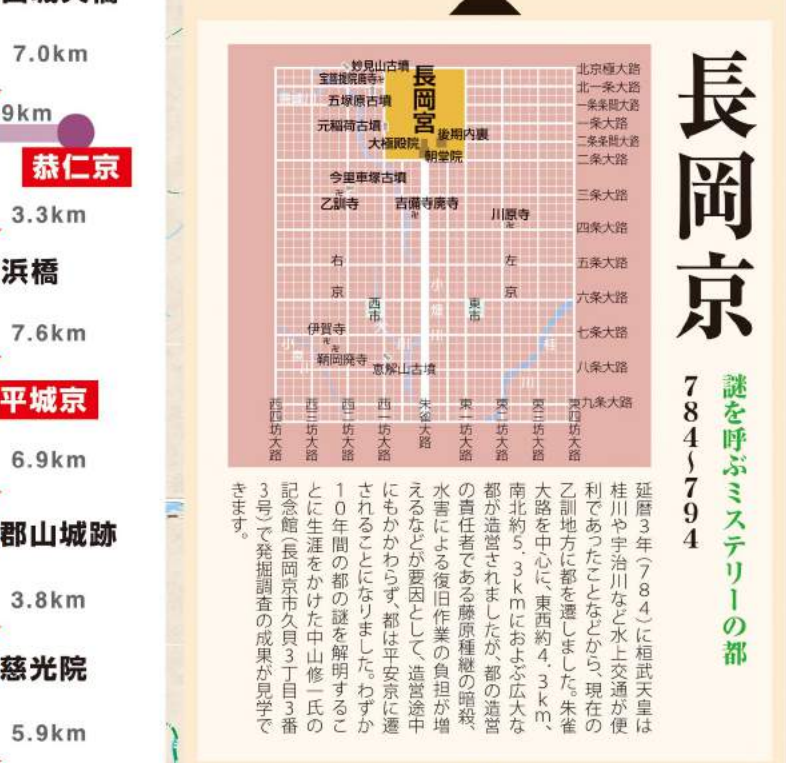 7.0km
9km
恭仁京
3.3km
浜橋
7.6km
平城京
6.9km
郡山城跡
3.8km
慈光院
5.9km
長岡京
謎を呼ぶミステリーの都
784~794
妙見山古墳
宝菩提院廃寺
五塚原古墳
元稲荷古墳
長岡宮
大極殿院
後期内裏
朝堂院
今里車塚古墳
乙訓寺
吉備寺廃寺
川原寺
右京
左京
西市
東市
小畑川
桂川
伊賀寺
鞆岡廃寺
恵解山古墳
北京極大路
北一条大路
一条条間大路
一条大路
二条条間大路
二条大路
三条大路
四条大路
五条大路
六条大路
七条大路
八条大路
九条大路
西四坊大路
西三坊大路
西二坊大路
西一坊大路
朱雀大路
東一坊大路
東二坊大路
東三坊大路
東四坊大路
延暦3年(784)に桓武天皇は
桂川や宇治川など水上交通が便
利であったことなどから、現在の
乙訓地方に都を遷しました。朱雀
大路を中心に、東西約4.3km、
南北約5.3kmにおよぶ広大な
都が造営されましたが、都の造営
の責任者である藤原種継の暗殺、
水害による復旧作業の負担が増
えるなどが要因として、造営途中
にもかかわらず、都は平安京に遷
されることになりました。わずか
10年間の都の謎を解明するこ
とに生涯をかけた中山修一氏の
記念館(長岡京市久貝3丁目3番
3号)で発掘調査の成果が見学で
きます。